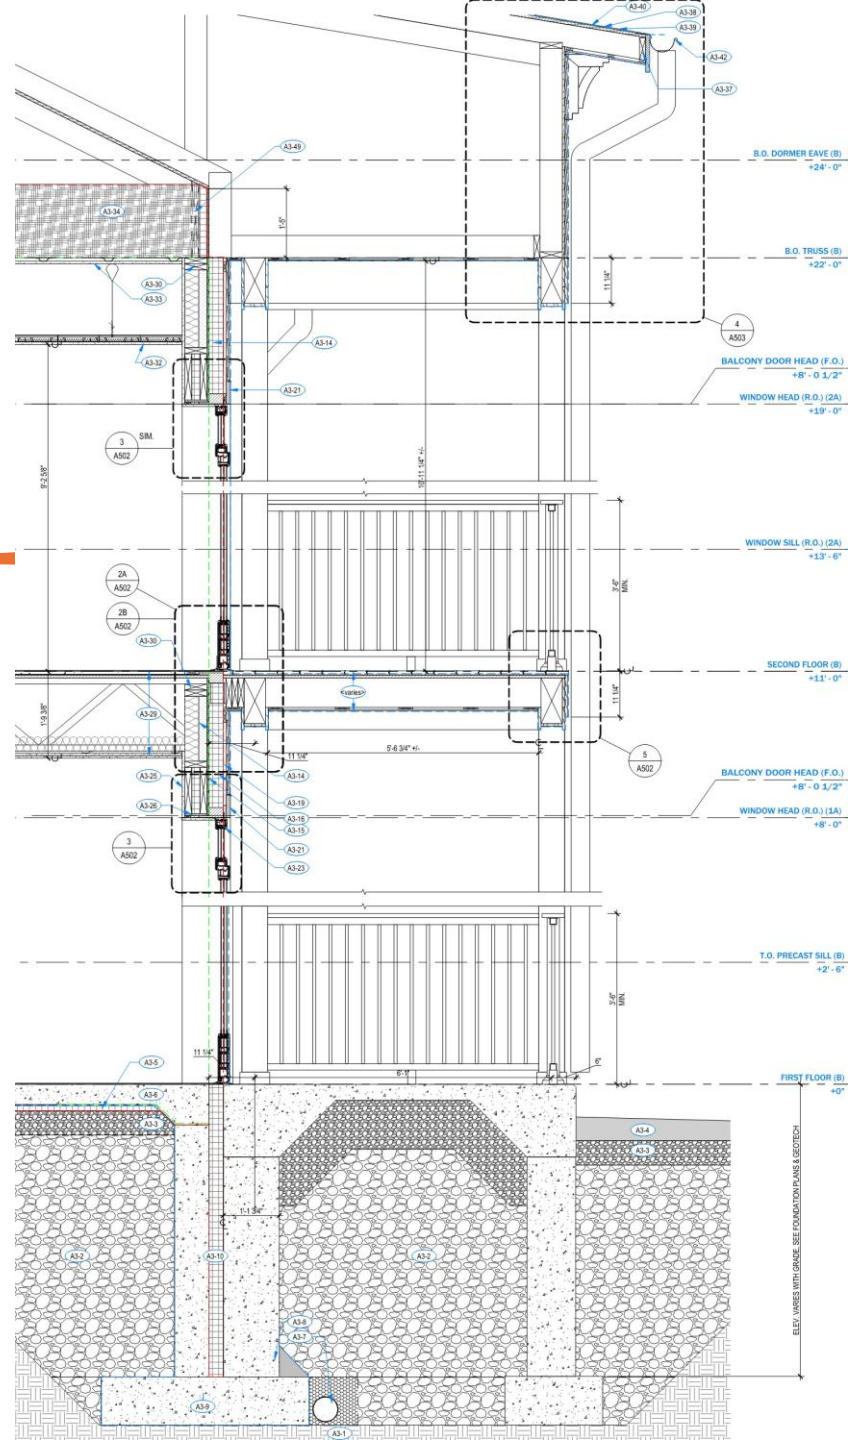 A3-40
A3-38
A3-39
A3-42
A3-37
A3-49
B.O. DORMER EAVE (B)
+24' - 0"
A3-34
1'-5"
B.O. TRUSS (B)
+22' - 0"
A3-30
A3-33
11 1/4"
4
A503
A3-14
A3-32
BALCONY DOOR HEAD (F.O.)
+8' - 0 1/2"
A3-21
WINDOW HEAD (R.O.) (2A)
+19' - 0"
3
A502
SIM.
9'-2 5/8"
10'-11 1/4" +/-
WINDOW SILL (R.O.) (2A)
+13' - 6"
2A
A502
3'-6"
MIN.
2B
A502
A3-30
SECOND FLOOR (B)
+11' - 0"
<varies>
11 1/4"
1'-9 3/8"
A3-29
5'-6 3/4" +/-
11 1/4"
5
A502
A3-25
A3-14
BALCONY DOOR HEAD (F.O.)
+8' - 0 1/2"
A3-19
A3-26
A3-16
WINDOW HEAD (R.O.) (1A)
+8' - 0"
A3-15
3
A502
A3-21
A3-23
T.O. PRECAST SILL (B)
+2' - 6"
3'-6"
MIN.
11 1/4"
A3-5
6'-1"
6"
FIRST FLOOR (B)
+0"
A3-6
A3-3
A3-4
A3-3
ELEV. VARIES WITH GRADE. SEE FOUNDATION PLANS & GEOTECH
1'-1 3/4"
A3-2
A3-10
A3-2
A3-8
A3-7
A3-9
A3-1